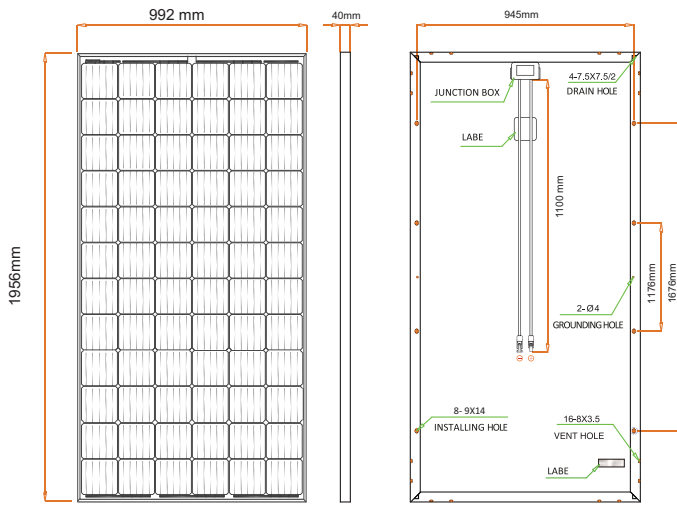 992 mm
40mm
945mm
4-7.5X7.5/2
DRAIN HOLE
JUNCTION BOX
LABE
1100 mm
1956mm
1176mm
1676mm
2-Ø4
GROUNDING HOLE
8- 9X14
INSTALLING HOLE
16-8X3.5
VENT HOLE
LABE